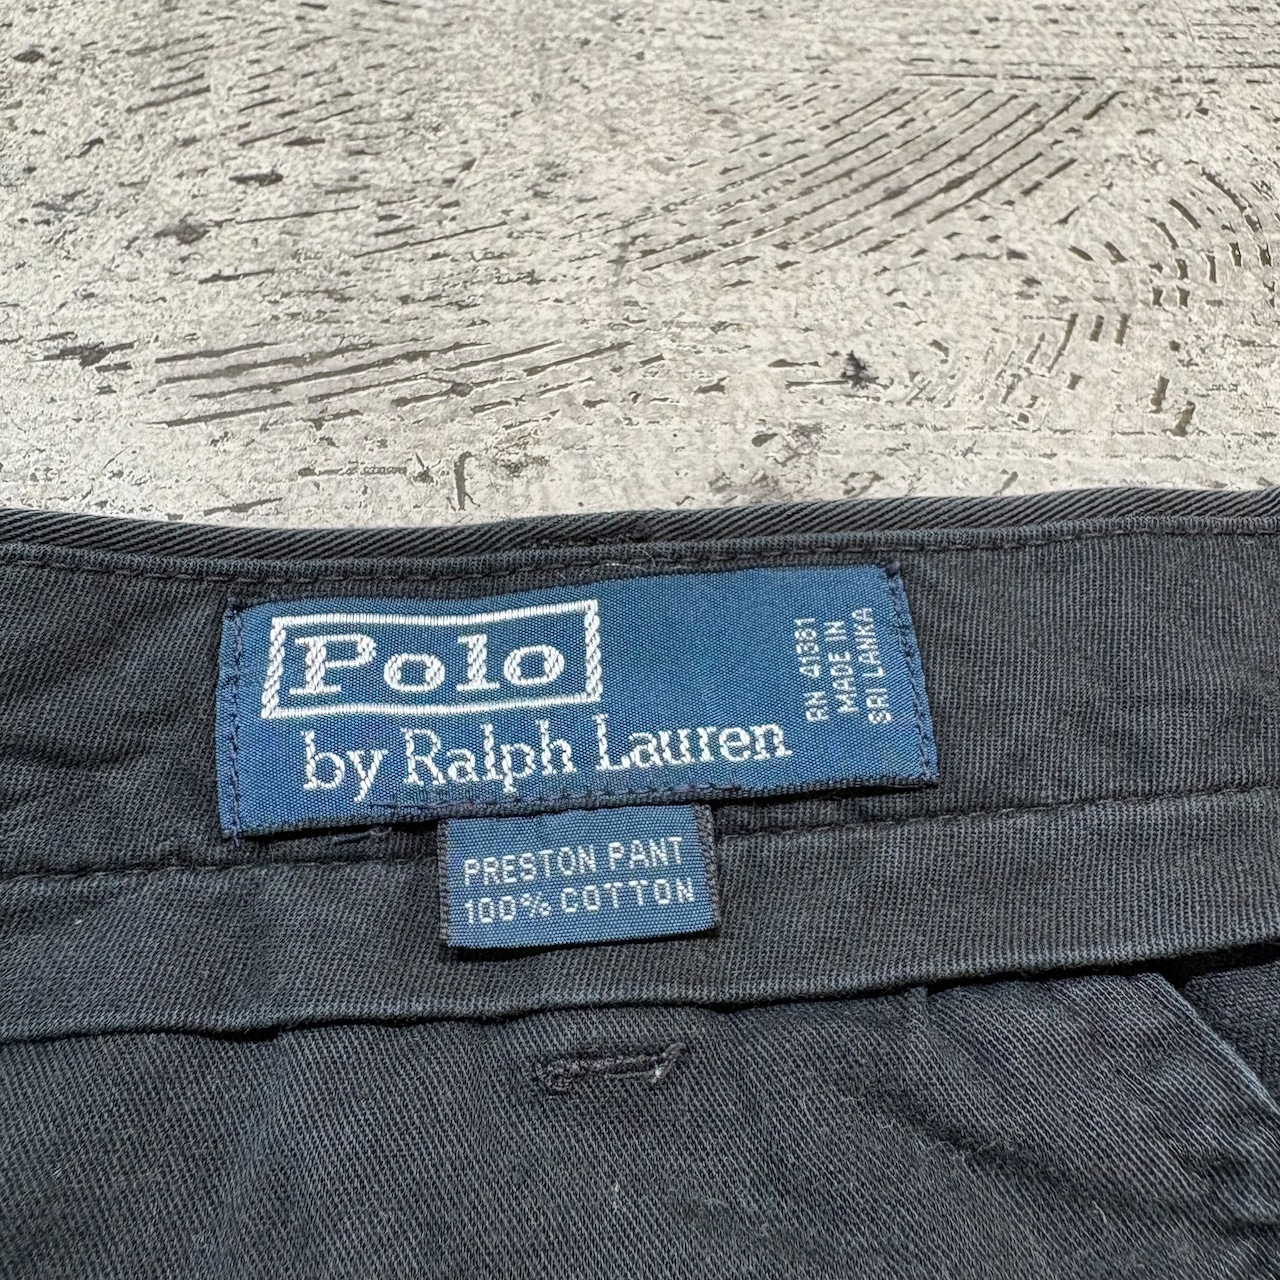 Polo
by Ralph Lauren
RN 41381
MADE IN
SRI LANKA
PRESTON PANT
100% COTTON